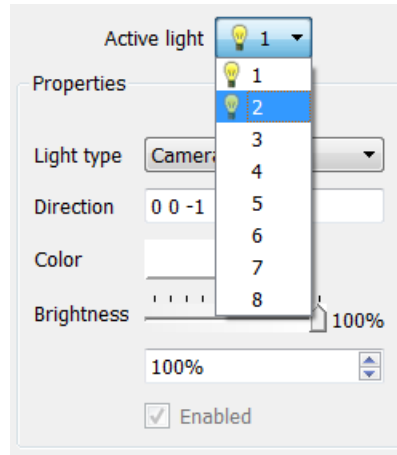 Active light 1
1
Properties
2
3
Light type Camera
4
Direction 0 0 -1
5
6
Color
7
8
Brightness 100%
100%
Enabled